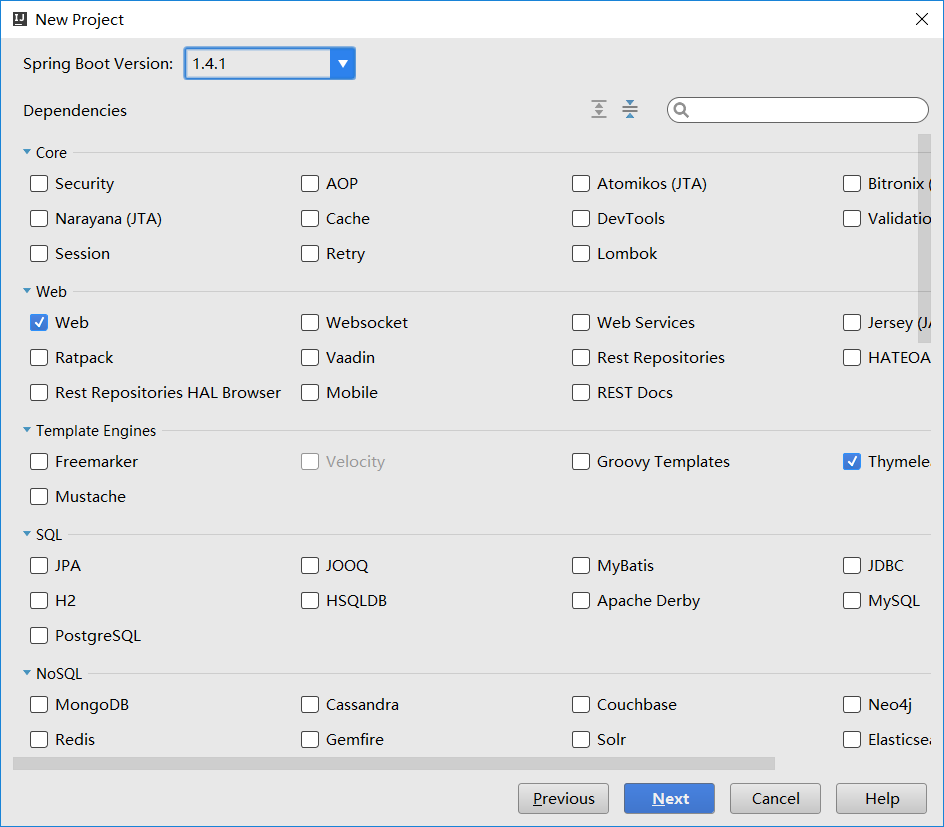 IJ New Project
Spring Boot Version: 1.4.1
Dependencies
Core
Security AOP Atomikos (JTA) Bitronix (
Narayana (JTA) Cache DevTools Validatio
Session Retry Lombok
Web
Web Websocket Web Services Jersey (JA
Ratpack Vaadin Rest Repositories HATEOA
Rest Repositories HAL Browser Mobile REST Docs
Template Engines
Freemarker Velocity Groovy Templates Thymelea
Mustache
SQL
JPA JOOQ MyBatis JDBC
H2 HSQLDB Apache Derby MySQL
PostgreSQL
NoSQL
MongoDB Cassandra Couchbase Neo4j
Redis Gemfire Solr Elasticsea
Previous Next Cancel Help